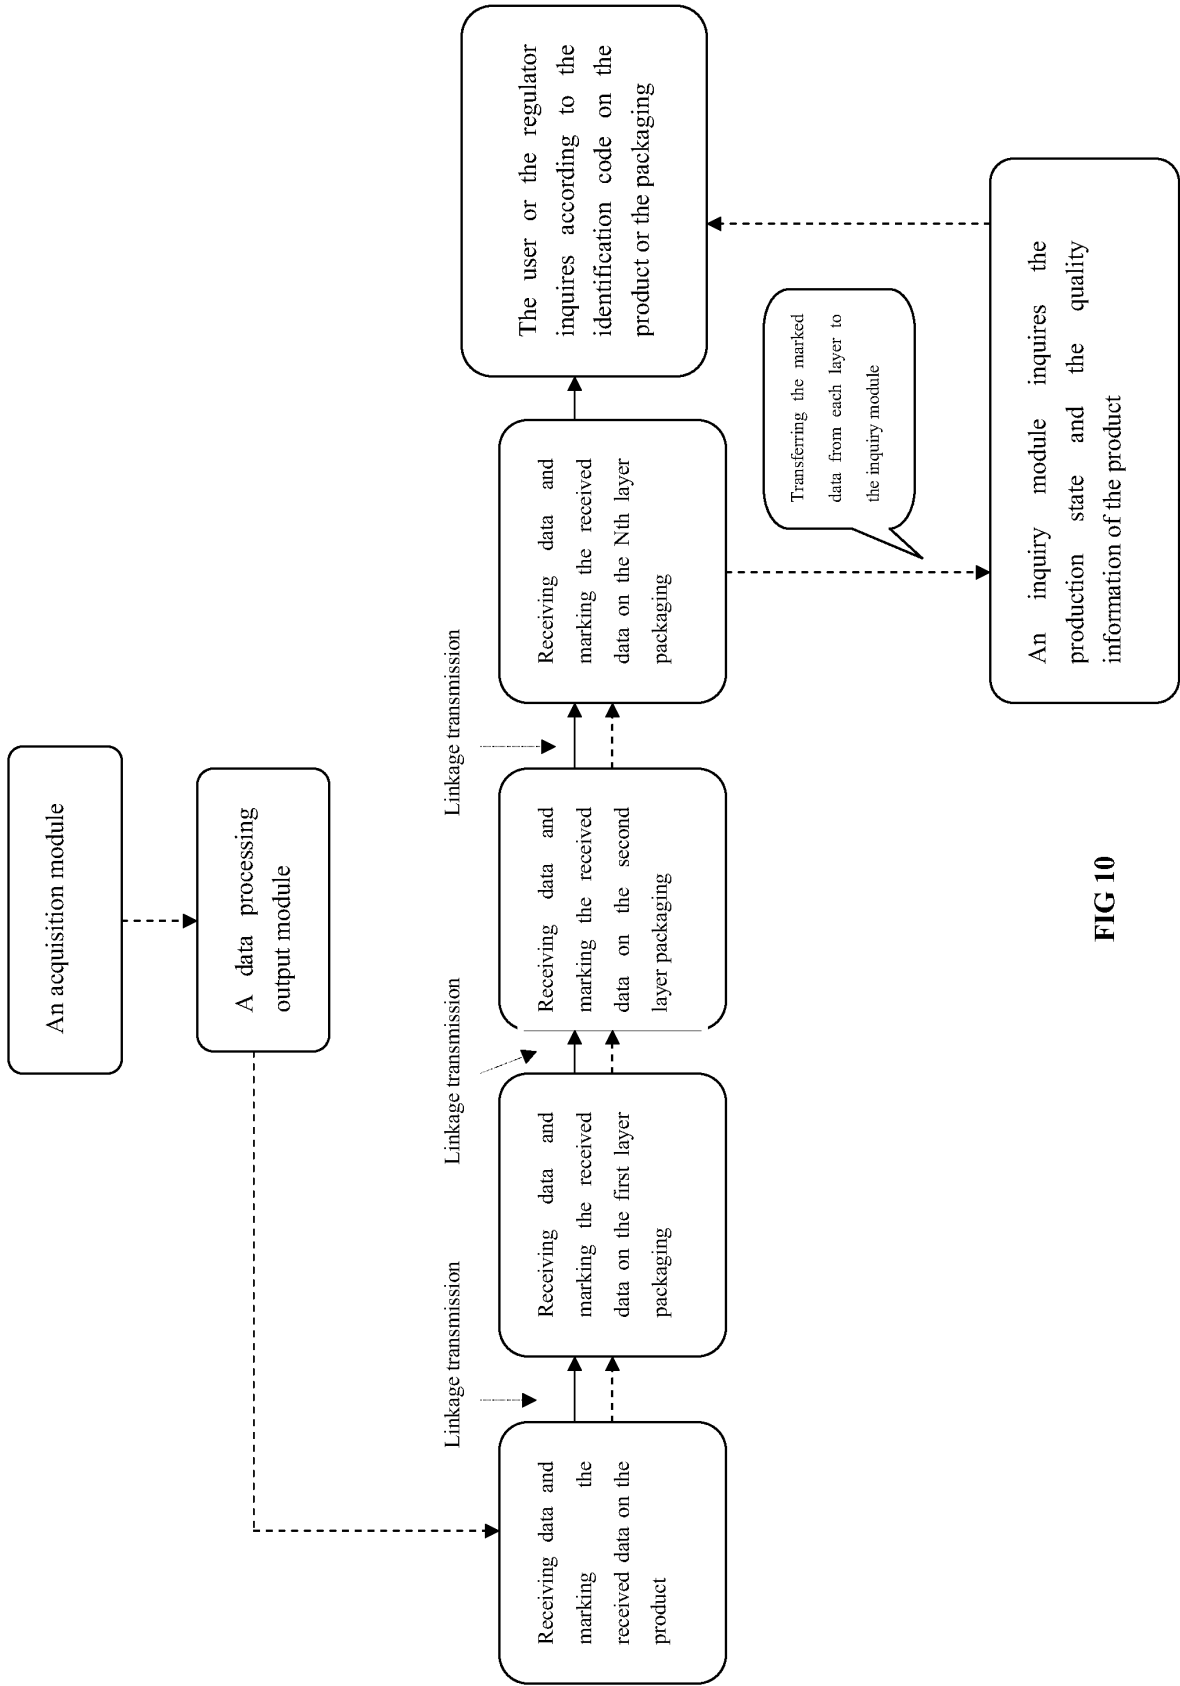 An acquisition module
A data processing
output module
Linkage transmission
Linkage transmission
Linkage transmission
Receiving data and
marking the
received data on the
product
Receiving data and
marking the received
data on the first layer
packaging
Receiving data and
marking the received
data on the second
layer packaging
Receiving data and
marking the received
data on the Nth layer
packaging
The user or the regulator
inquires according to the
identification code on the
product or the packaging
Transferring the marked
data from each layer to
the inquiry module
An inquiry module inquires the
production state and the quality
information of the product
FIG 10